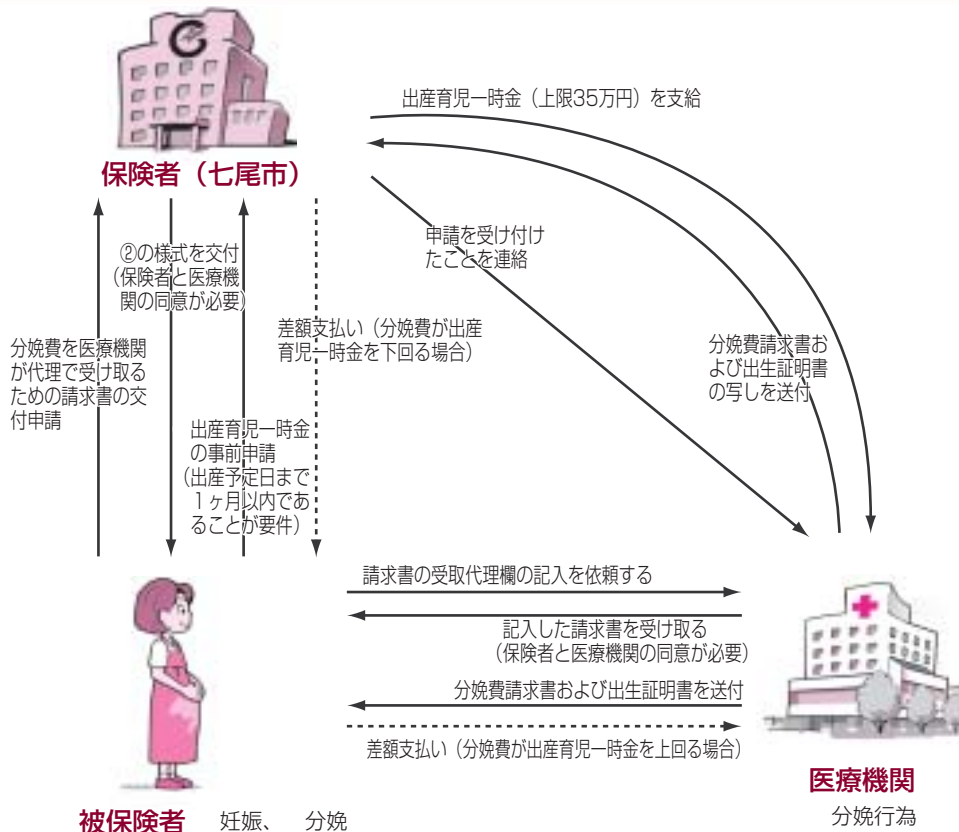 出産育児一時金（上限35万円）を支給
保険者（七尾市）
申請を受け付け
たことを連絡
②の様式を交付
（保険者と医療機
関の同意が必要）
差額支払い（分娩費が出産
育児一時金を下回る場合）
分娩費を医療機関
が代理で受け取る
ための請求書の交
付申請
分娩費請求書お
よび出生証明書
の写しを送付
出産育児一時金
の事前申請
（出産予定日まで
１ヶ月以内であ
ることが要件）
請求書の受取代理欄の記入を依頼する
記入した請求書を受け取る
（保険者と医療機関の同意が必要）
分娩費請求書および出生証明書を送付
差額支払い（分娩費が出産育児一時金を上回る場合）
医療機関
分娩行為
被保険者　妊娠、　分娩